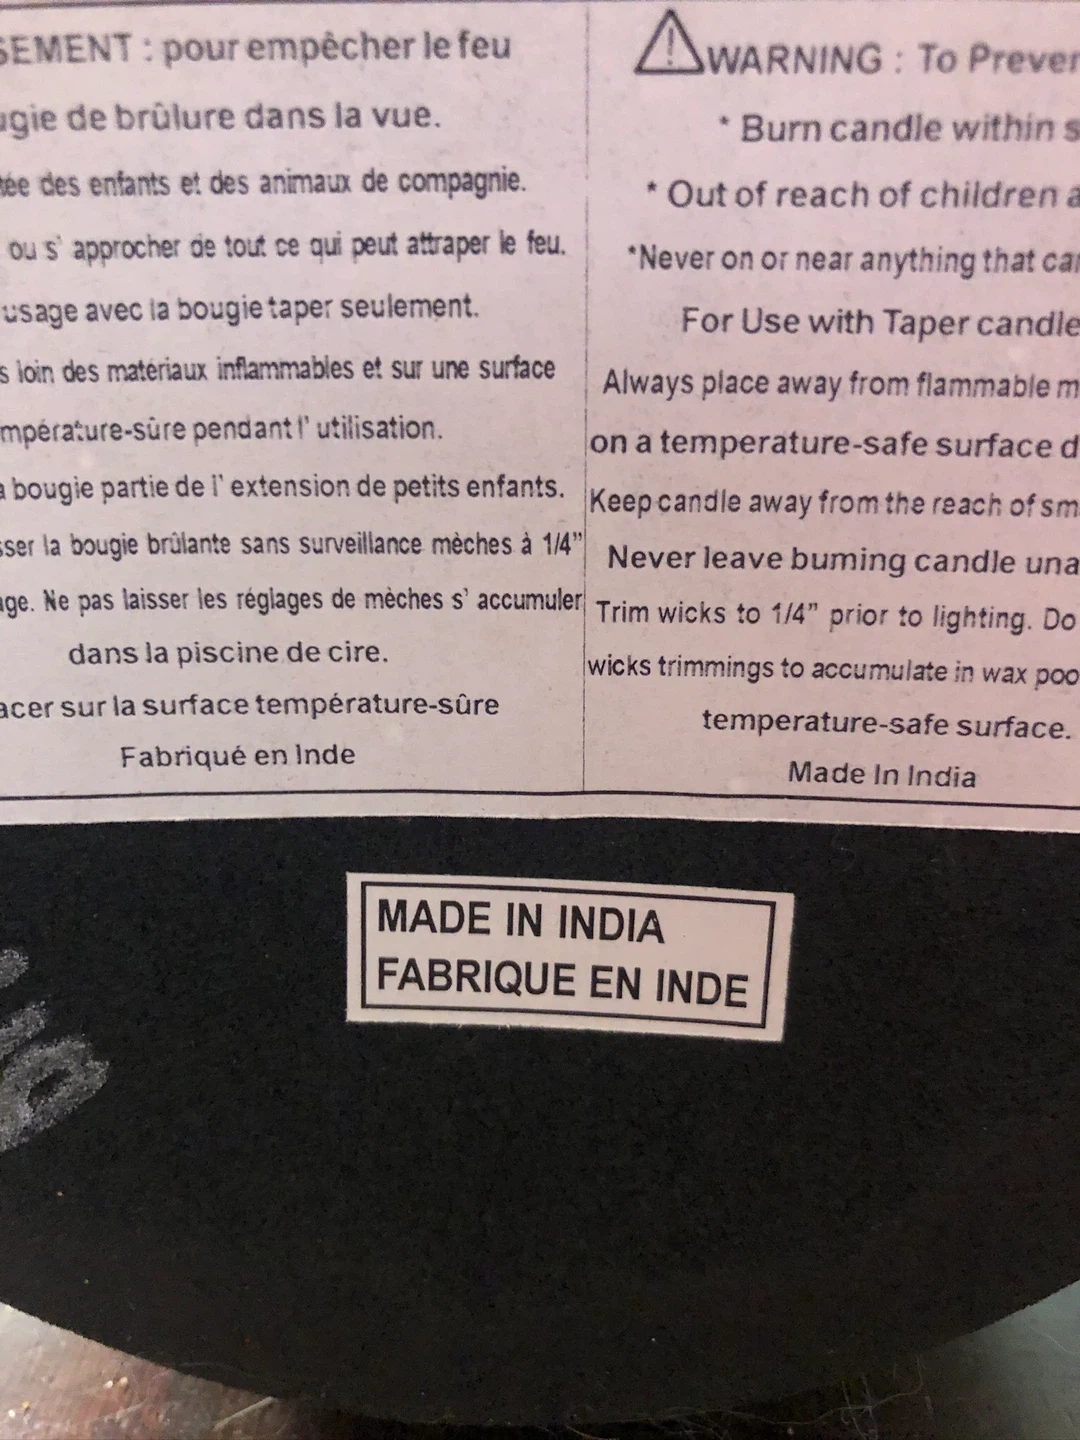 SEMENT : pour empêcher le feu
ugie de brûlure dans la vue.
tée des enfants et des animaux de compagnie.
ou s' approcher de tout ce qui peut attraper le feu.
usage avec la bougie taper seulement.
s loin des matériaux inflammables et sur une surface
mpérature-sûre pendant l' utilisation.
a bougie partie de l' extension de petits enfants.
sser la bougie brûlante sans surveillance mèches à 1/4”
age. Ne pas laisser les réglages de mèches s' accumuler
dans la piscine de cire.
acer sur la surface température-sûre
Fabriqué en Inde
WARNING : To Preven
* Burn candle within s
* Out of reach of children a
*Never on or near anything that can
For Use with Taper candle
Always place away from flammable m
on a temperature-safe surface d
Keep candle away from the reach of sm
Never leave buming candle una
Trim wicks to 1/4” prior to lighting. Do
wicks trimmings to accumulate in wax poo
temperature-safe surface.
Made In India
MADE IN INDIA
FABRIQUE EN INDE